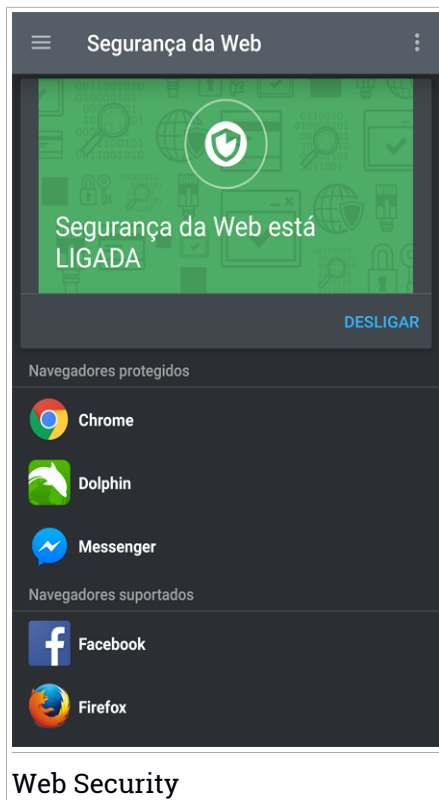 Segurança da Web
Segurança da Web está
LIGADA
DESLIGAR
Navegadores protegidos
Chrome
Dolphin
Messenger
Navegadores suportados
Facebook
Firefox
Web Security